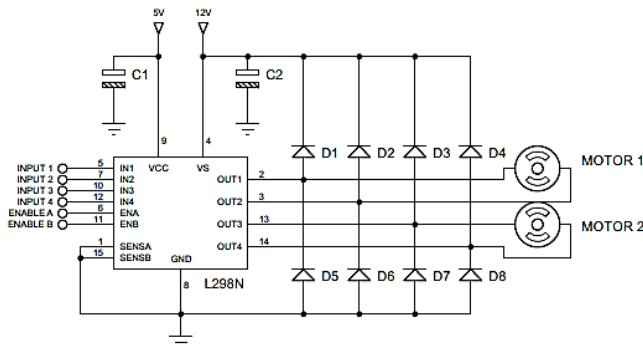 5V 12V
C1 C2
9 4
D1 D2 D3 D4
MOTOR 1
VCC VS
INPUT 1 5 IN1 OUT1 2
INPUT 2 7 IN2
INPUT 3 10 IN3 OUT2 3
INPUT 4 12 IN4
ENABLE A 6 ENA OUT3 13
ENABLE B 11 ENB
MOTOR 2
1 SENSA OUT4 14
15 SENSB GND
D5 D6 D7 D8
8 L298N